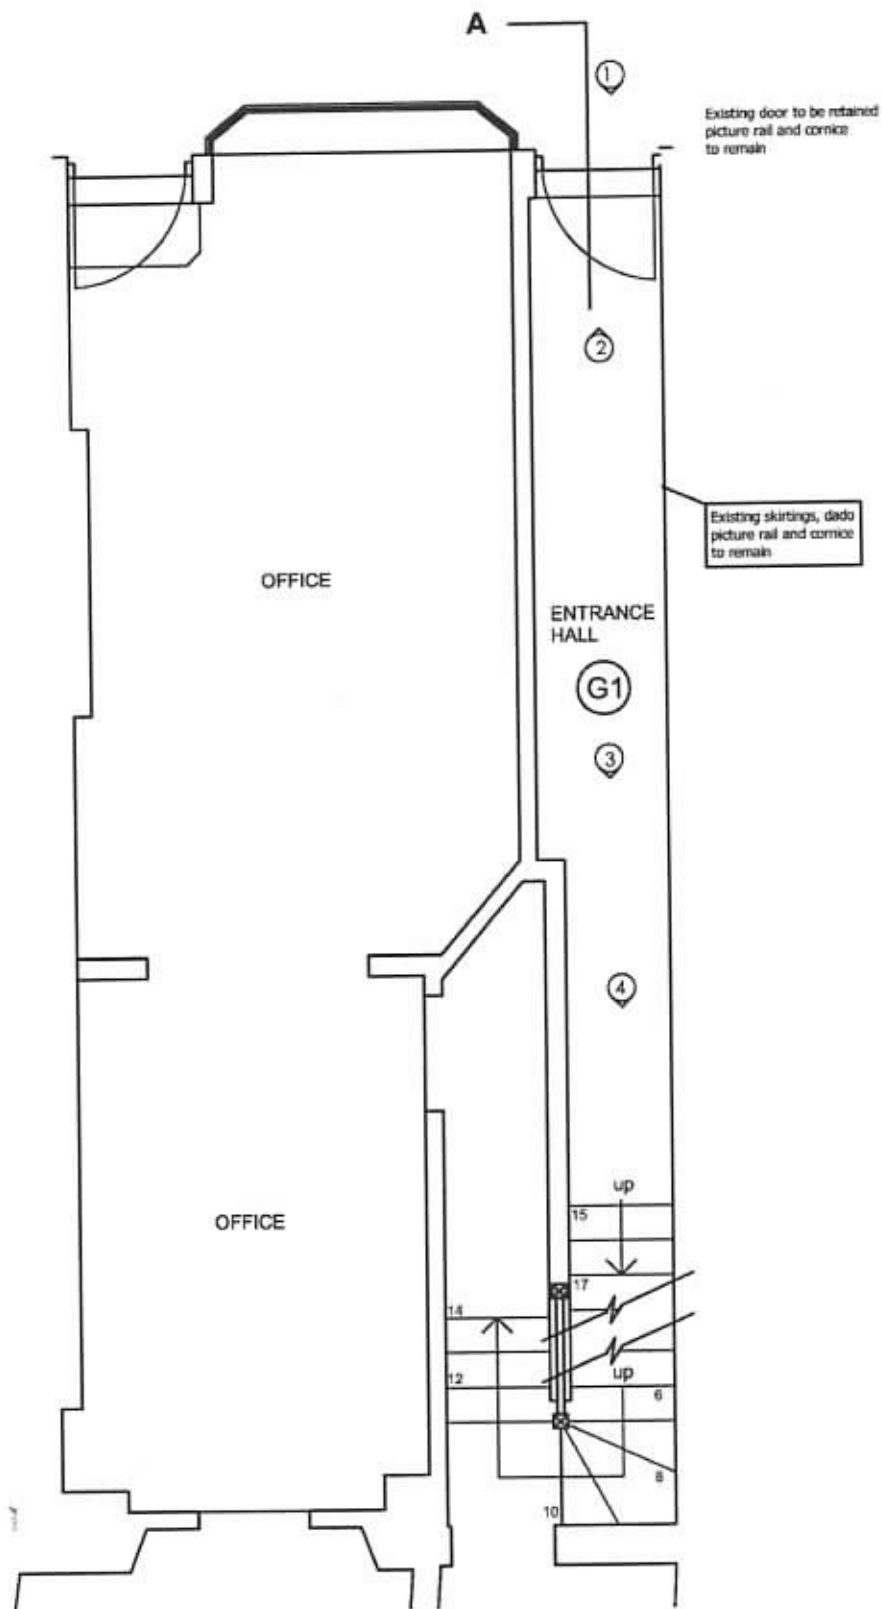 A
1
Existing door to be retained
picture rail and cornice
to remain
2
Existing skirtings, dado
picture rail and cornice
to remain
OFFICE
ENTRANCE
HALL
G1
3
4
up
15
OFFICE
17
14
up
12
6
8
10